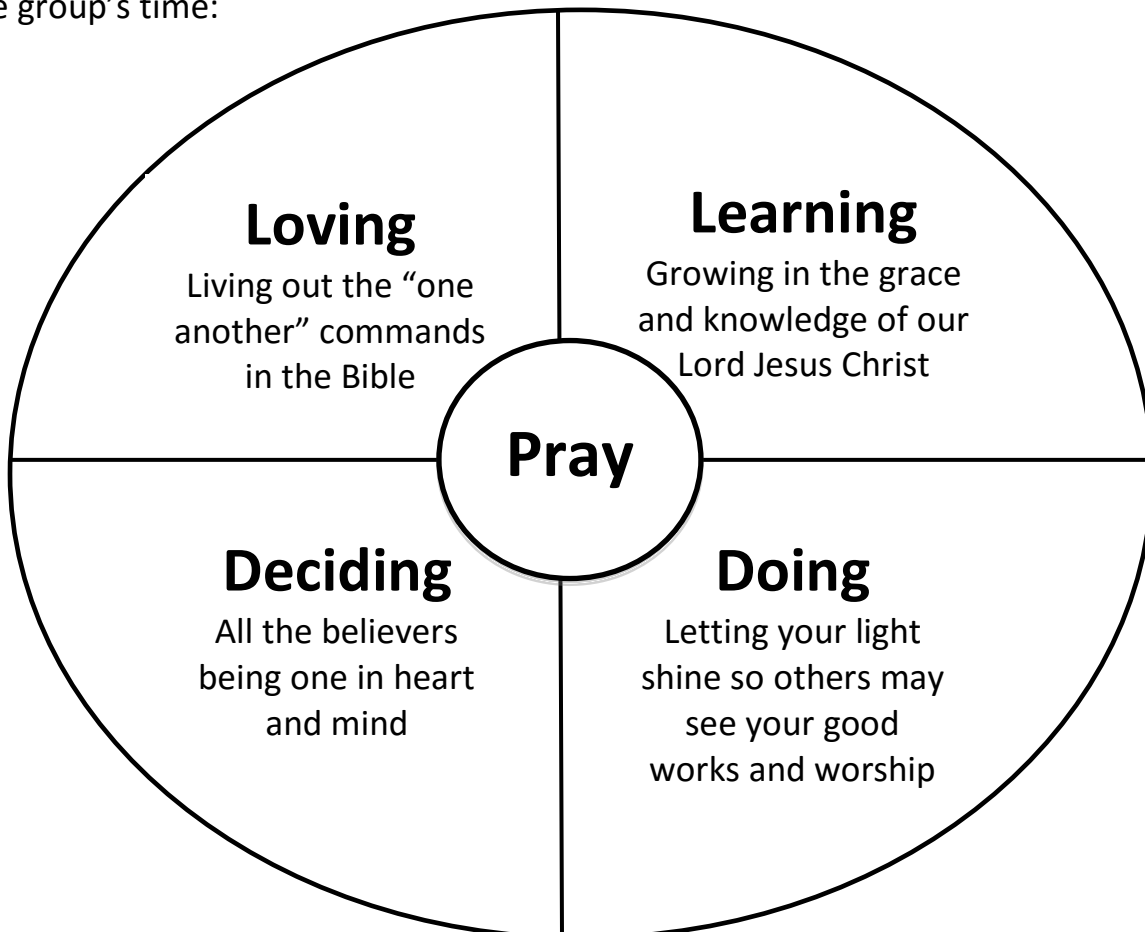 group's time:
Loving
Living out the “one
another” commands
in the Bible
Learning
Growing in the grace
and knowledge of our
Lord Jesus Christ
Pray
Deciding
All the believers
being one in heart
and mind
Doing
Letting your light
shine so others may
see your good
works and worship